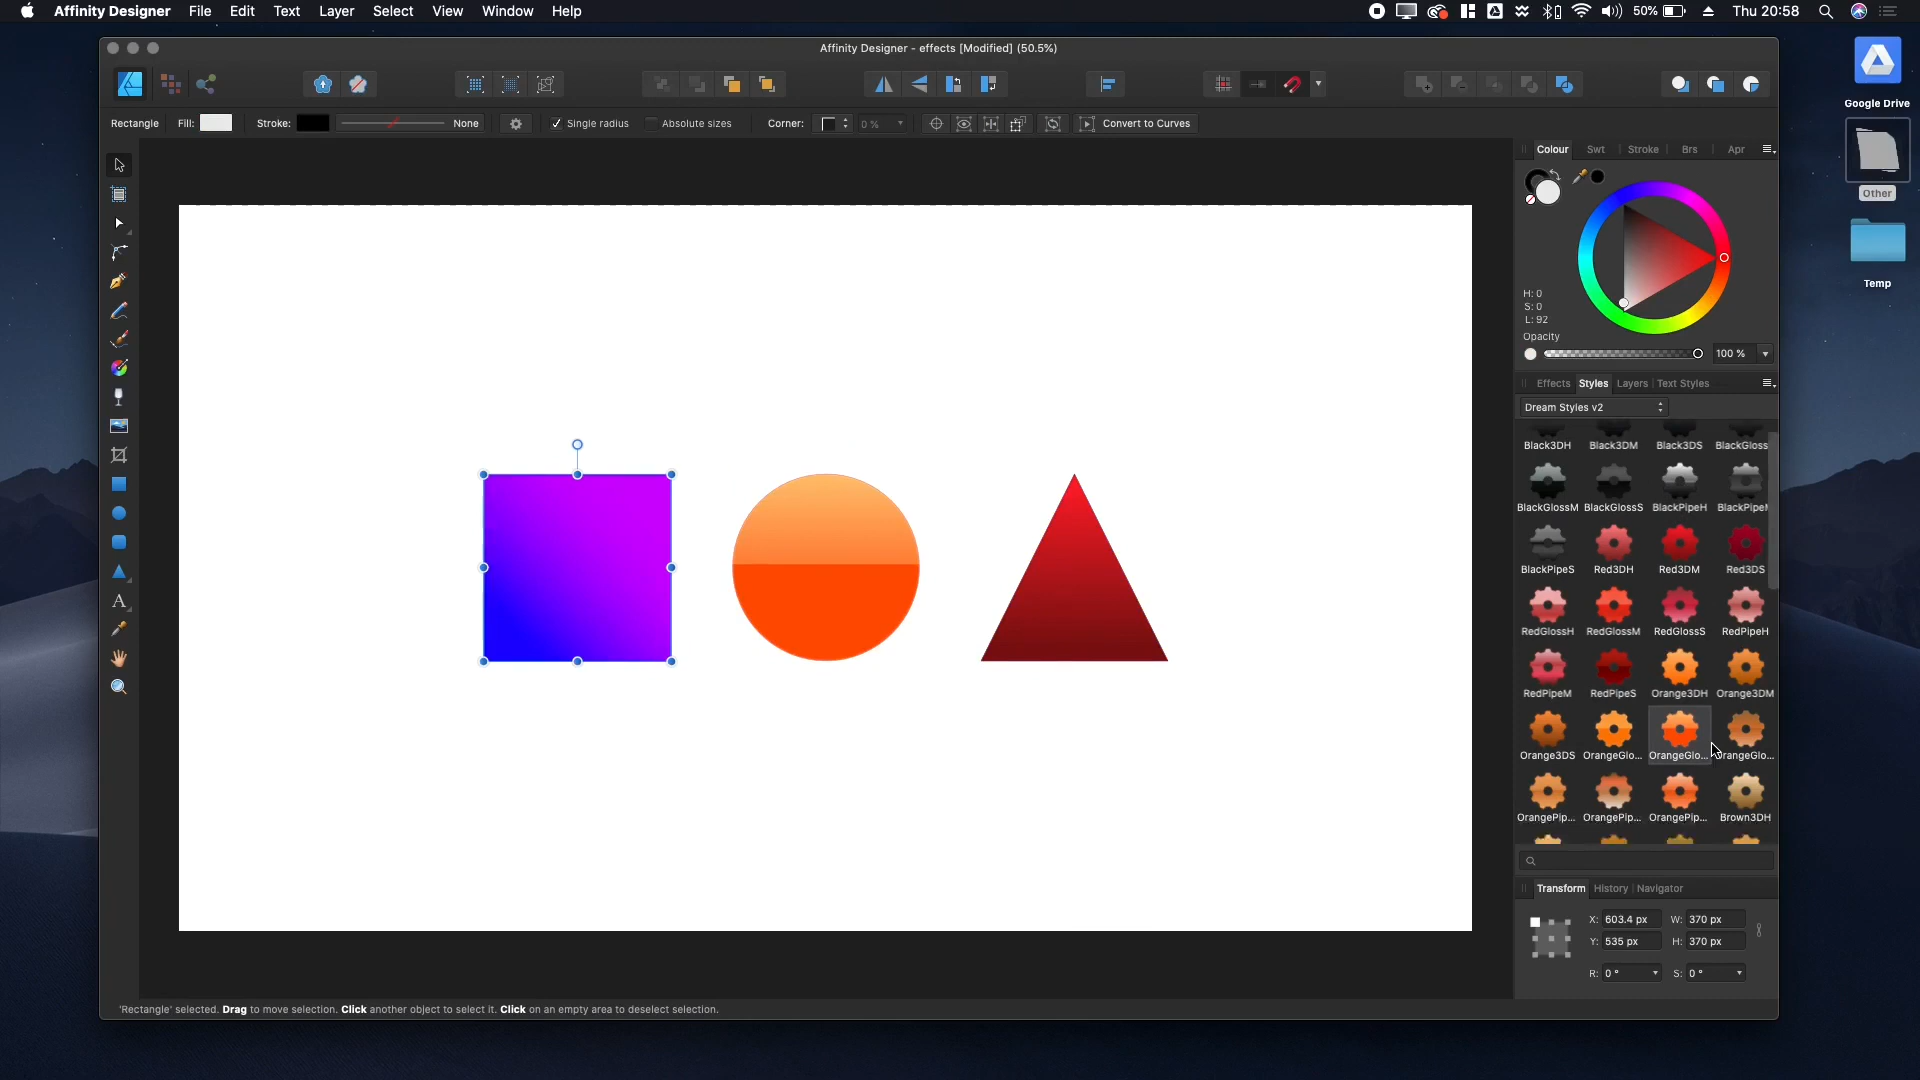 Affinity Designer File Edit Text Layer Select View Window Help 50% Thu 20:58
Affinity Designer - effects [Modified] (50.5%)
Google Drive
Rectangle Fill: Stroke: None Single radius Absolute sizes Corner: 0 % Convert to Curves
Colour Swt Stroke Brs Apr
Other
Temp
H: 0
S: 0
L: 92
Opacity
100 %
Effects Styles Layers Text Styles
Dream Styles v2
Black3DH Black3DM Black3DS BlackGloss
BlackGlossM BlackGlossS BlackPipeH BlackPipeM
BlackPipeS Red3DH Red3DM Red3DS
RedGlossH RedGlossM RedGlossS RedPipeH
RedPipeM RedPipeS Orange3DH Orange3DM
Orange3DS OrangeGlo... OrangeGlo... OrangeGlo...
OrangePip... OrangePip... OrangePip... Brown3DH
Transform History Navigator
X: 603.4 px W: 370 px
Y: 535 px H: 370 px
R: 0 ° S: 0 °
'Rectangle' selected. Drag to move selection. Click another object to select it. Click on an empty area to deselect selection.